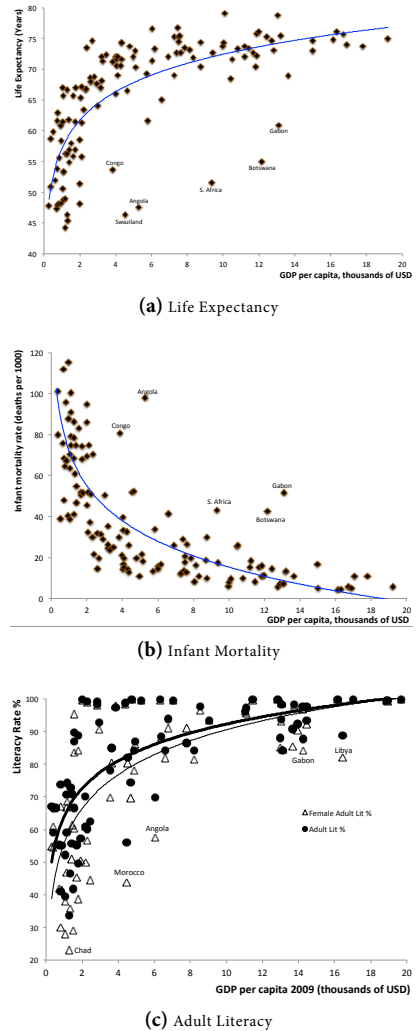 80
75
70
65
60
55
50
45
40
Life Expectancy (Years)
Gabon
Congo
Botswana
S. Africa
Angola
Swaziland
0 2 4 6 8 10 12 14 16 18 20
GDP per capita, thousands of USD
(a) Life Expectancy
120
100
80
60
40
20
0
Infant mortality rate (deaths per 1000)
Angola
Congo
Gabon
S. Africa
Botswana
GDP per capita, thousands of USD
0 2 4 6 8 10 12 14 16 18 20
(b) Infant Mortality
100
90
80
70
60
50
40
30
20
Literacy Rate %
Libya
Gabon
Female Adult Lit %
Adult Lit %
Angola
Morocco
Chad
0 2 4 6 8 10 12 14 16 18 20
GDP per capita 2009 (thousands of USD)
(c) Adult Literacy